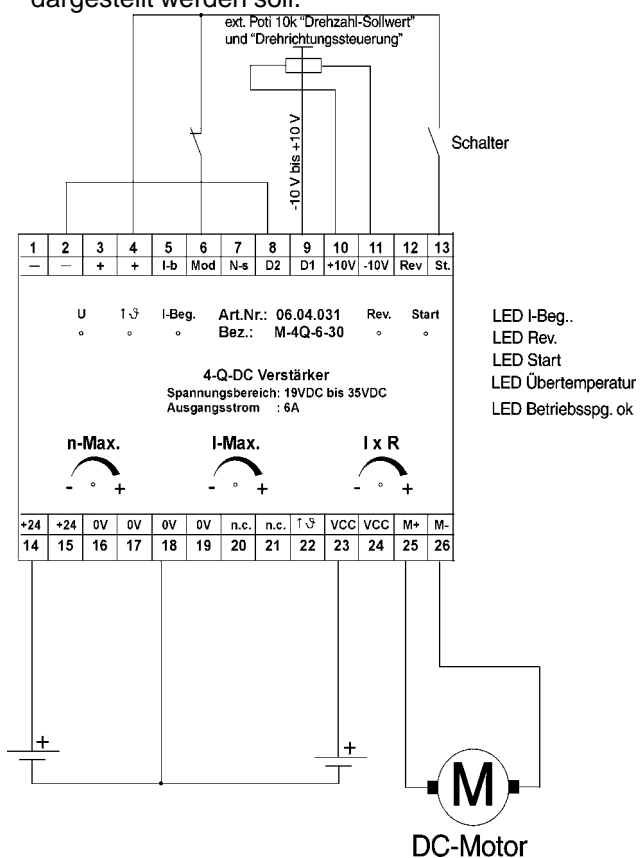 dargestellt werden soll.
ext. Poti 10k "Drehzahl-Sollwert"
und "Drehrichtungssteuerung"
-10 V bis +10 V
Schalter
1 2 3 4 5 6 7 8 9 10 11 12 13
– – + + I-b Mod N-s D2 D1 +10V -10V Rev St.
U ↑ϑ I-Beg. Art.Nr.: 06.04.031 Rev. Start
Bez.: M-4Q-6-30
LED I-Beg..
LED Rev.
LED Start
LED Übertemperatur
LED Betriebsspg. ok
4-Q-DC Verstärker
Spannungsbereich: 19VDC bis 35VDC
Ausgangsstrom : 6A
n-Max. I-Max. I x R
- + - + - +
+24 +24 0V 0V 0V 0V n.c. n.c. ↑ϑ VCC VCC M+ M-
14 15 16 17 18 19 20 21 22 23 24 25 26
+ +
M
DC-Motor